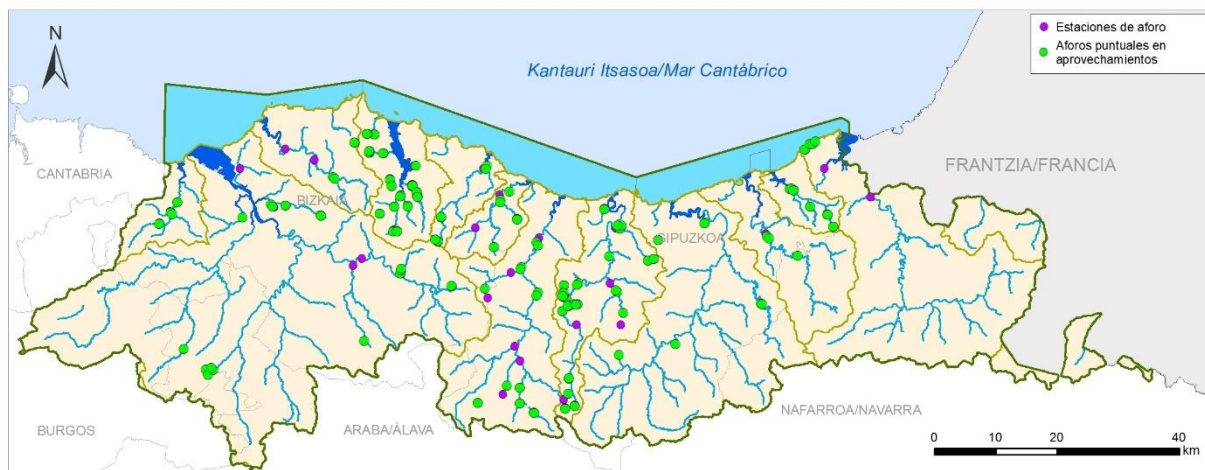 N
Estaciones de aforo
Aforos puntuales en
aprovechamientos
Kantauri Itsasoa/Mar Cantábrico
CANTABRIA
FRANTZIA/FRANCIA
BIZKAIA
GIPUZKOA
NAFARROA/NAVARRA
BURGOS
ARABA/ÁLAVA
0 10 20 40
km